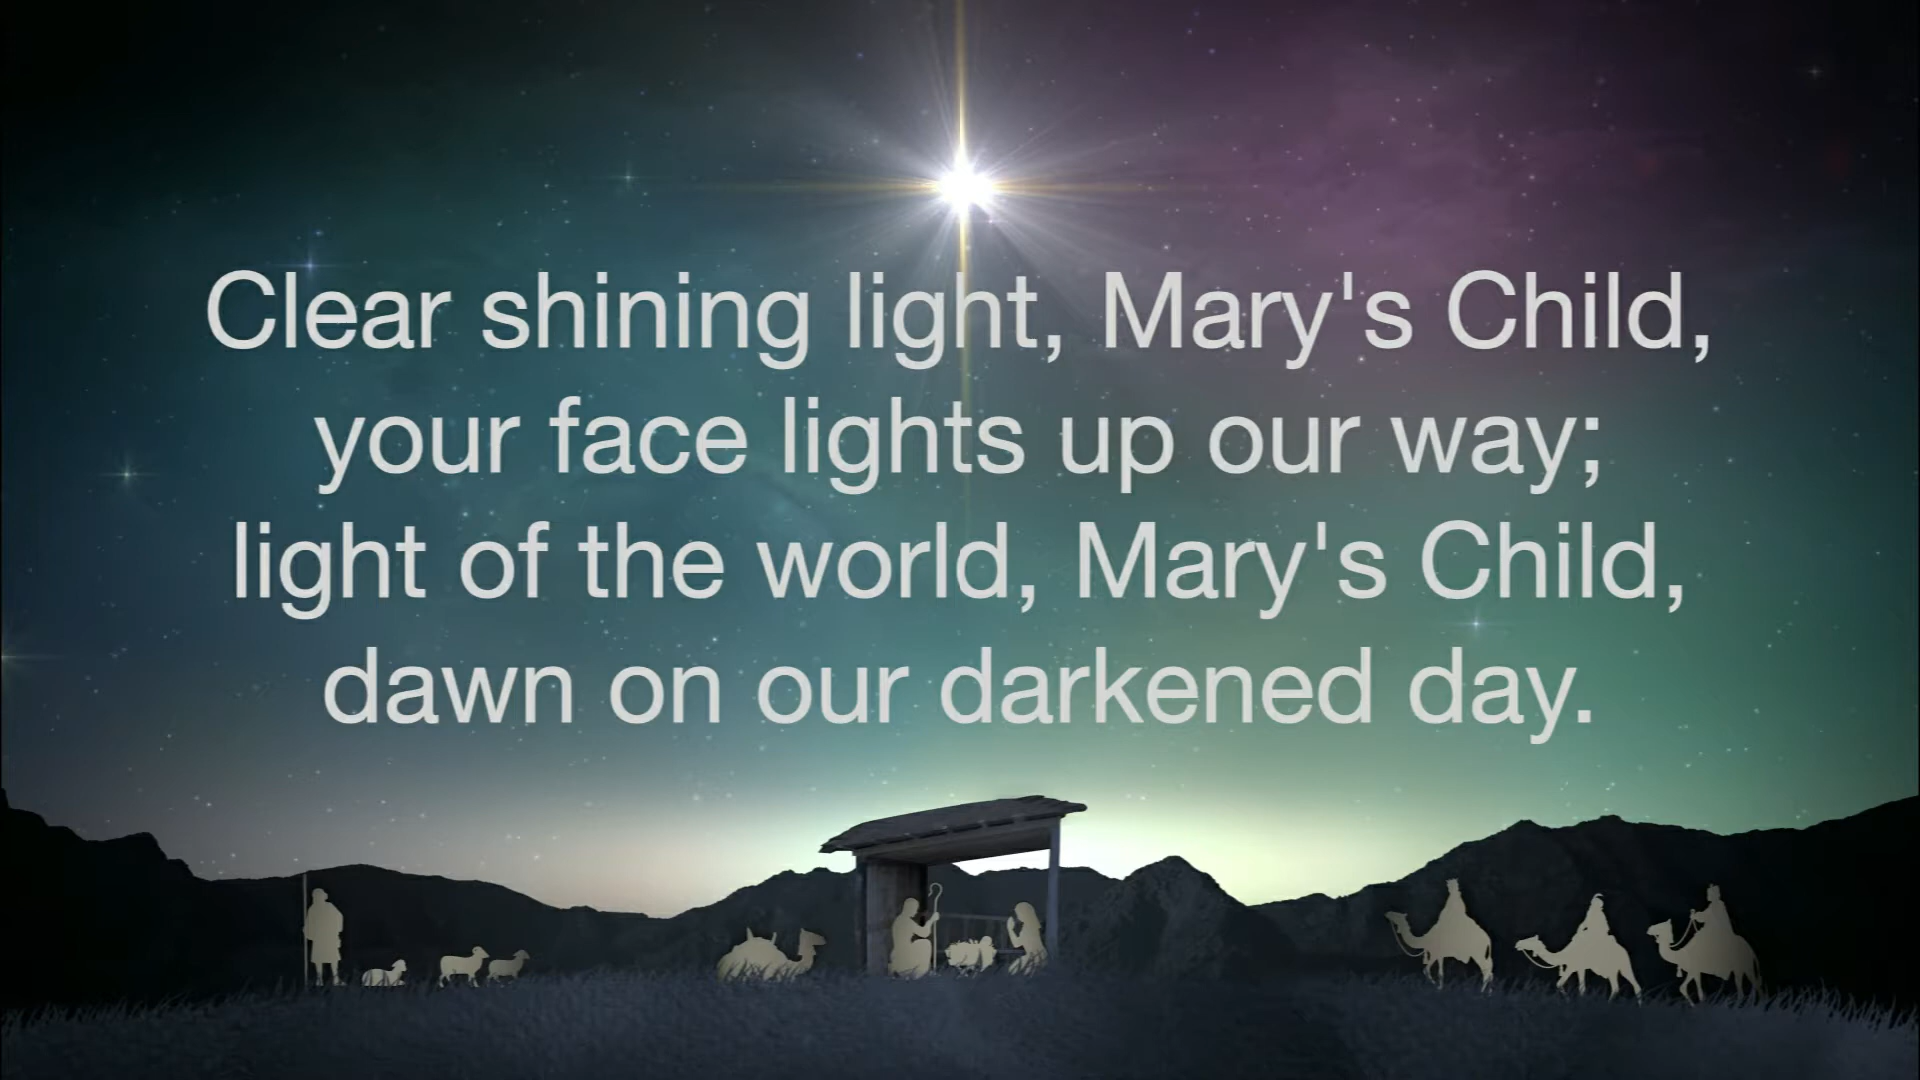 Clear shining light, Mary's Child,
your face lights up our way;
light of the world, Mary's Child,
dawn on our darkened day.